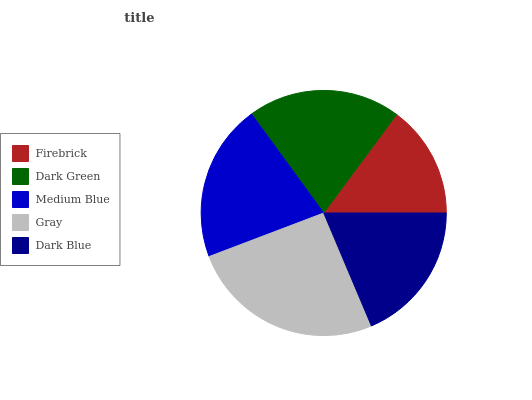 title
Firebrick
Dark Green
Medium Blue
Gray
Dark Blue